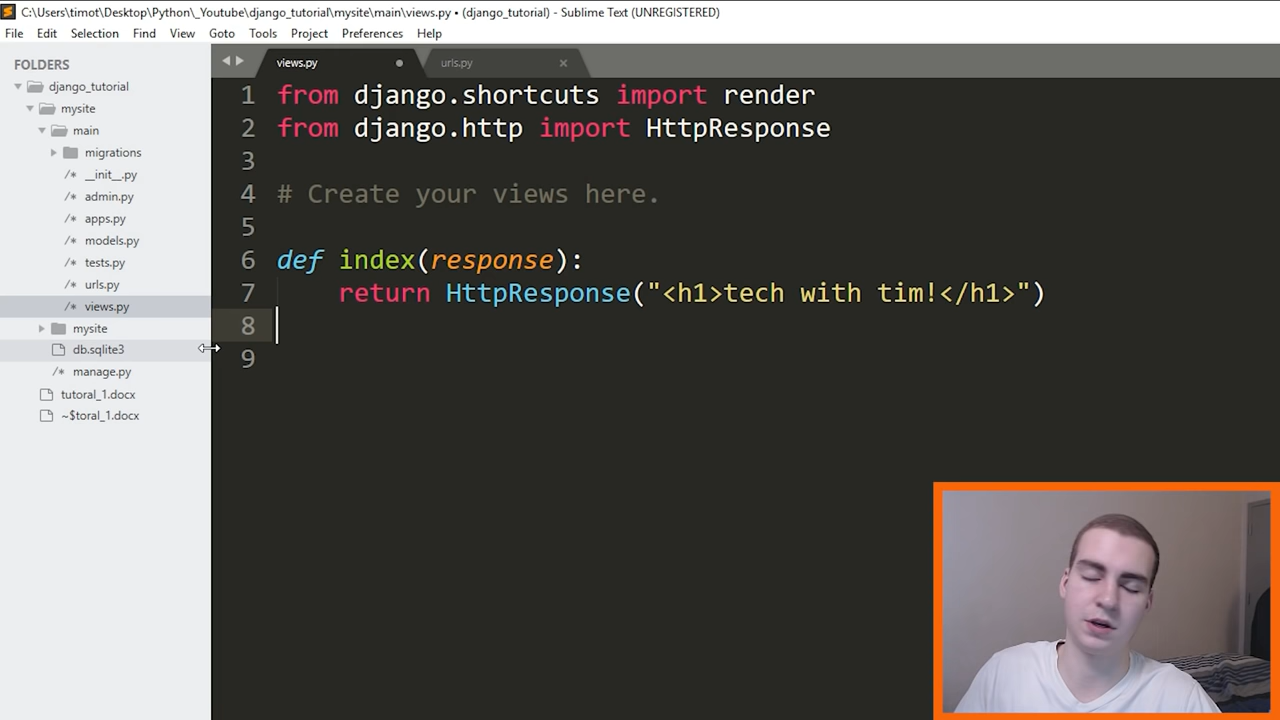 C:\Users\timot\Desktop\Python\_Youtube\django_tutorial\mysite\main\views.py • (django_tutorial) - Sublime Text (UNREGISTERED)
File Edit Selection Find View Goto Tools Project Preferences Help
FOLDERS
django_tutorial
mysite
main
migrations
/* __init__.py
/* admin.py
/* apps.py
/* models.py
/* tests.py
/* urls.py
/* views.py
mysite
db.sqlite3
/* manage.py
tutoral_1.docx
~$toral_1.docx
views.py urls.py
1 from django.shortcuts import render
2 from django.http import HttpResponse
3
4 # Create your views here.
5
6 def index(response):
7 return HttpResponse("<h1>tech with tim!</h1>")
8
9